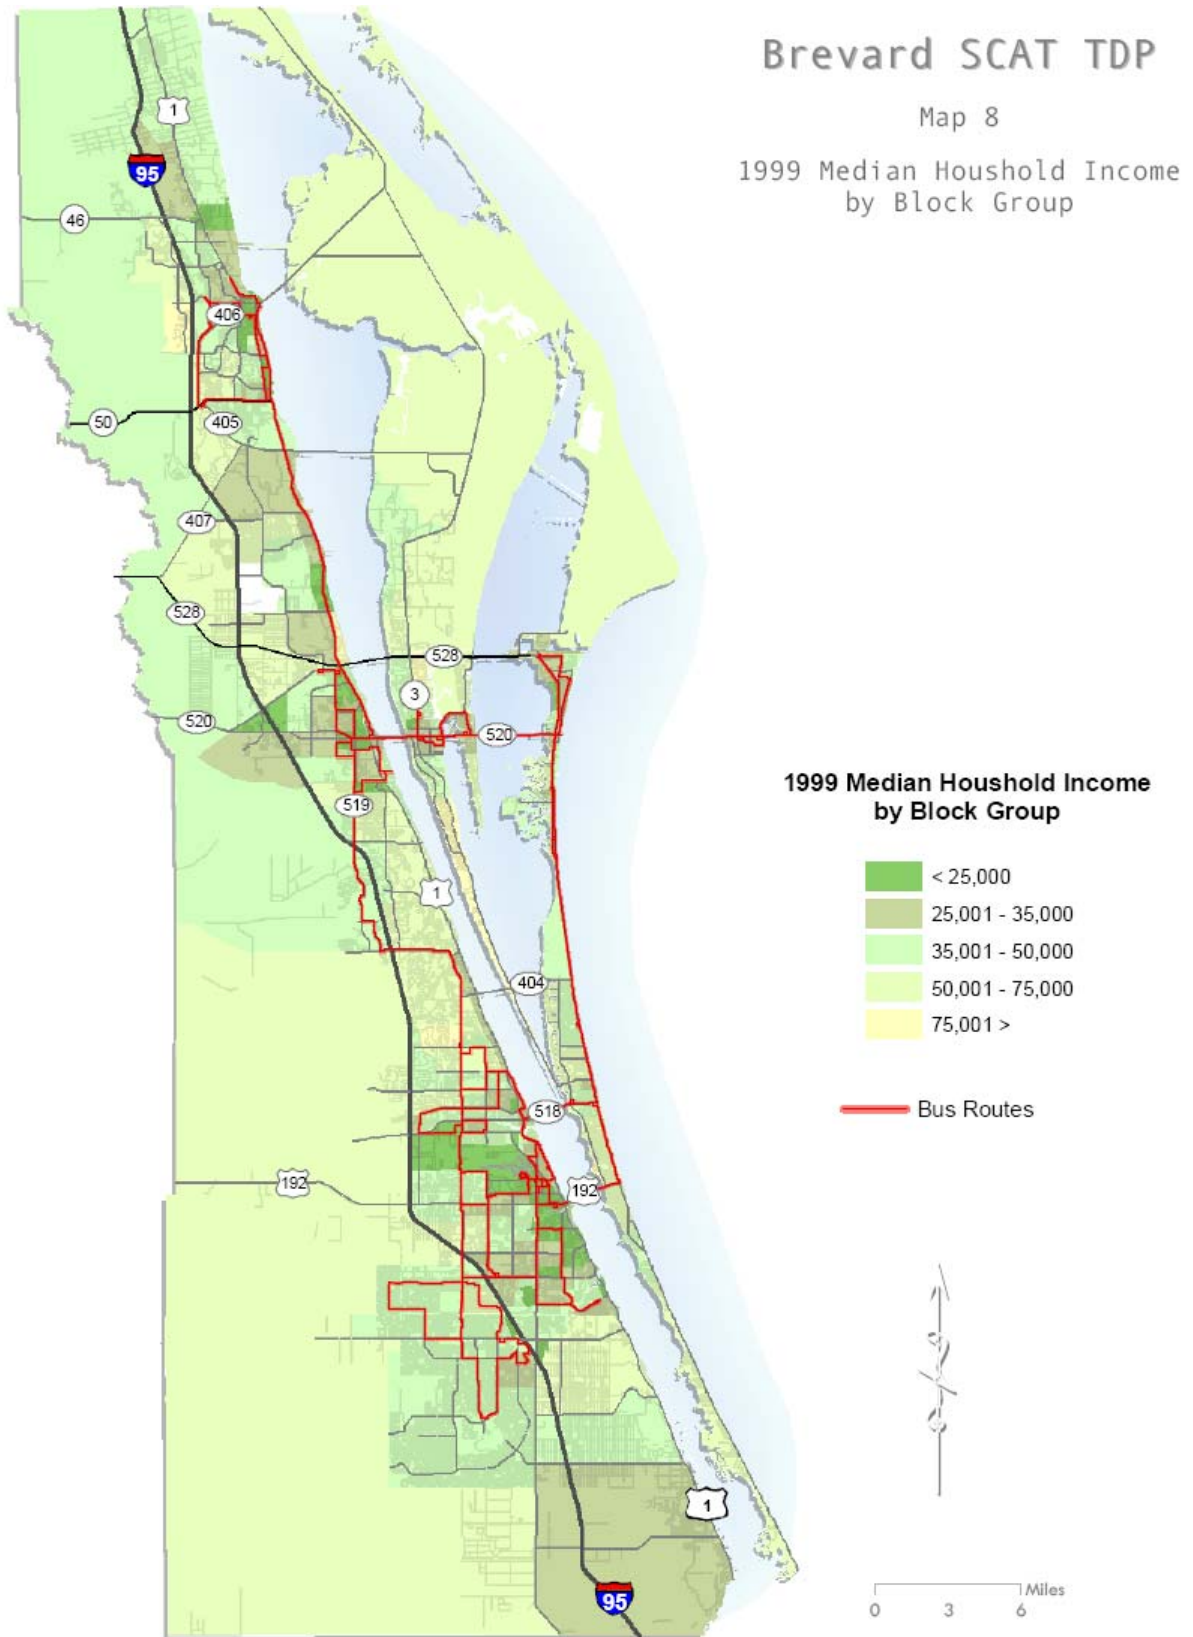 Brevard SCAT TDP
Map 8
1999 Median Houshold Income
by Block Group
1
95
46
406
50
405
407
528
528
3
520
520
519
1
404
518
192
192
1
95
1999 Median Houshold Income
by Block Group
< 25,000
25,001 - 35,000
35,001 - 50,000
50,001 - 75,000
75,001 >
Bus Routes
Miles
0 3 6